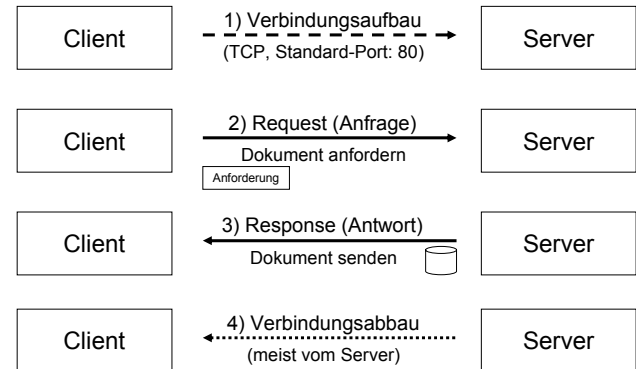 Client
1) Verbindungsaufbau
Server
(TCP, Standard-Port: 80)
Client
2) Request (Anfrage)
Server
Dokument anfordern
Anforderung
Client
3) Response (Antwort)
Server
Dokument senden
Client
4) Verbindungsabbau
Server
(meist vom Server)